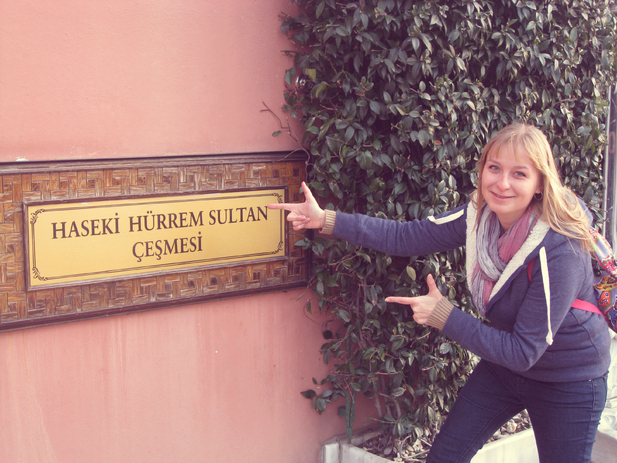 HASEKİ HÜRREM SULTAN
ÇEŞMESİ